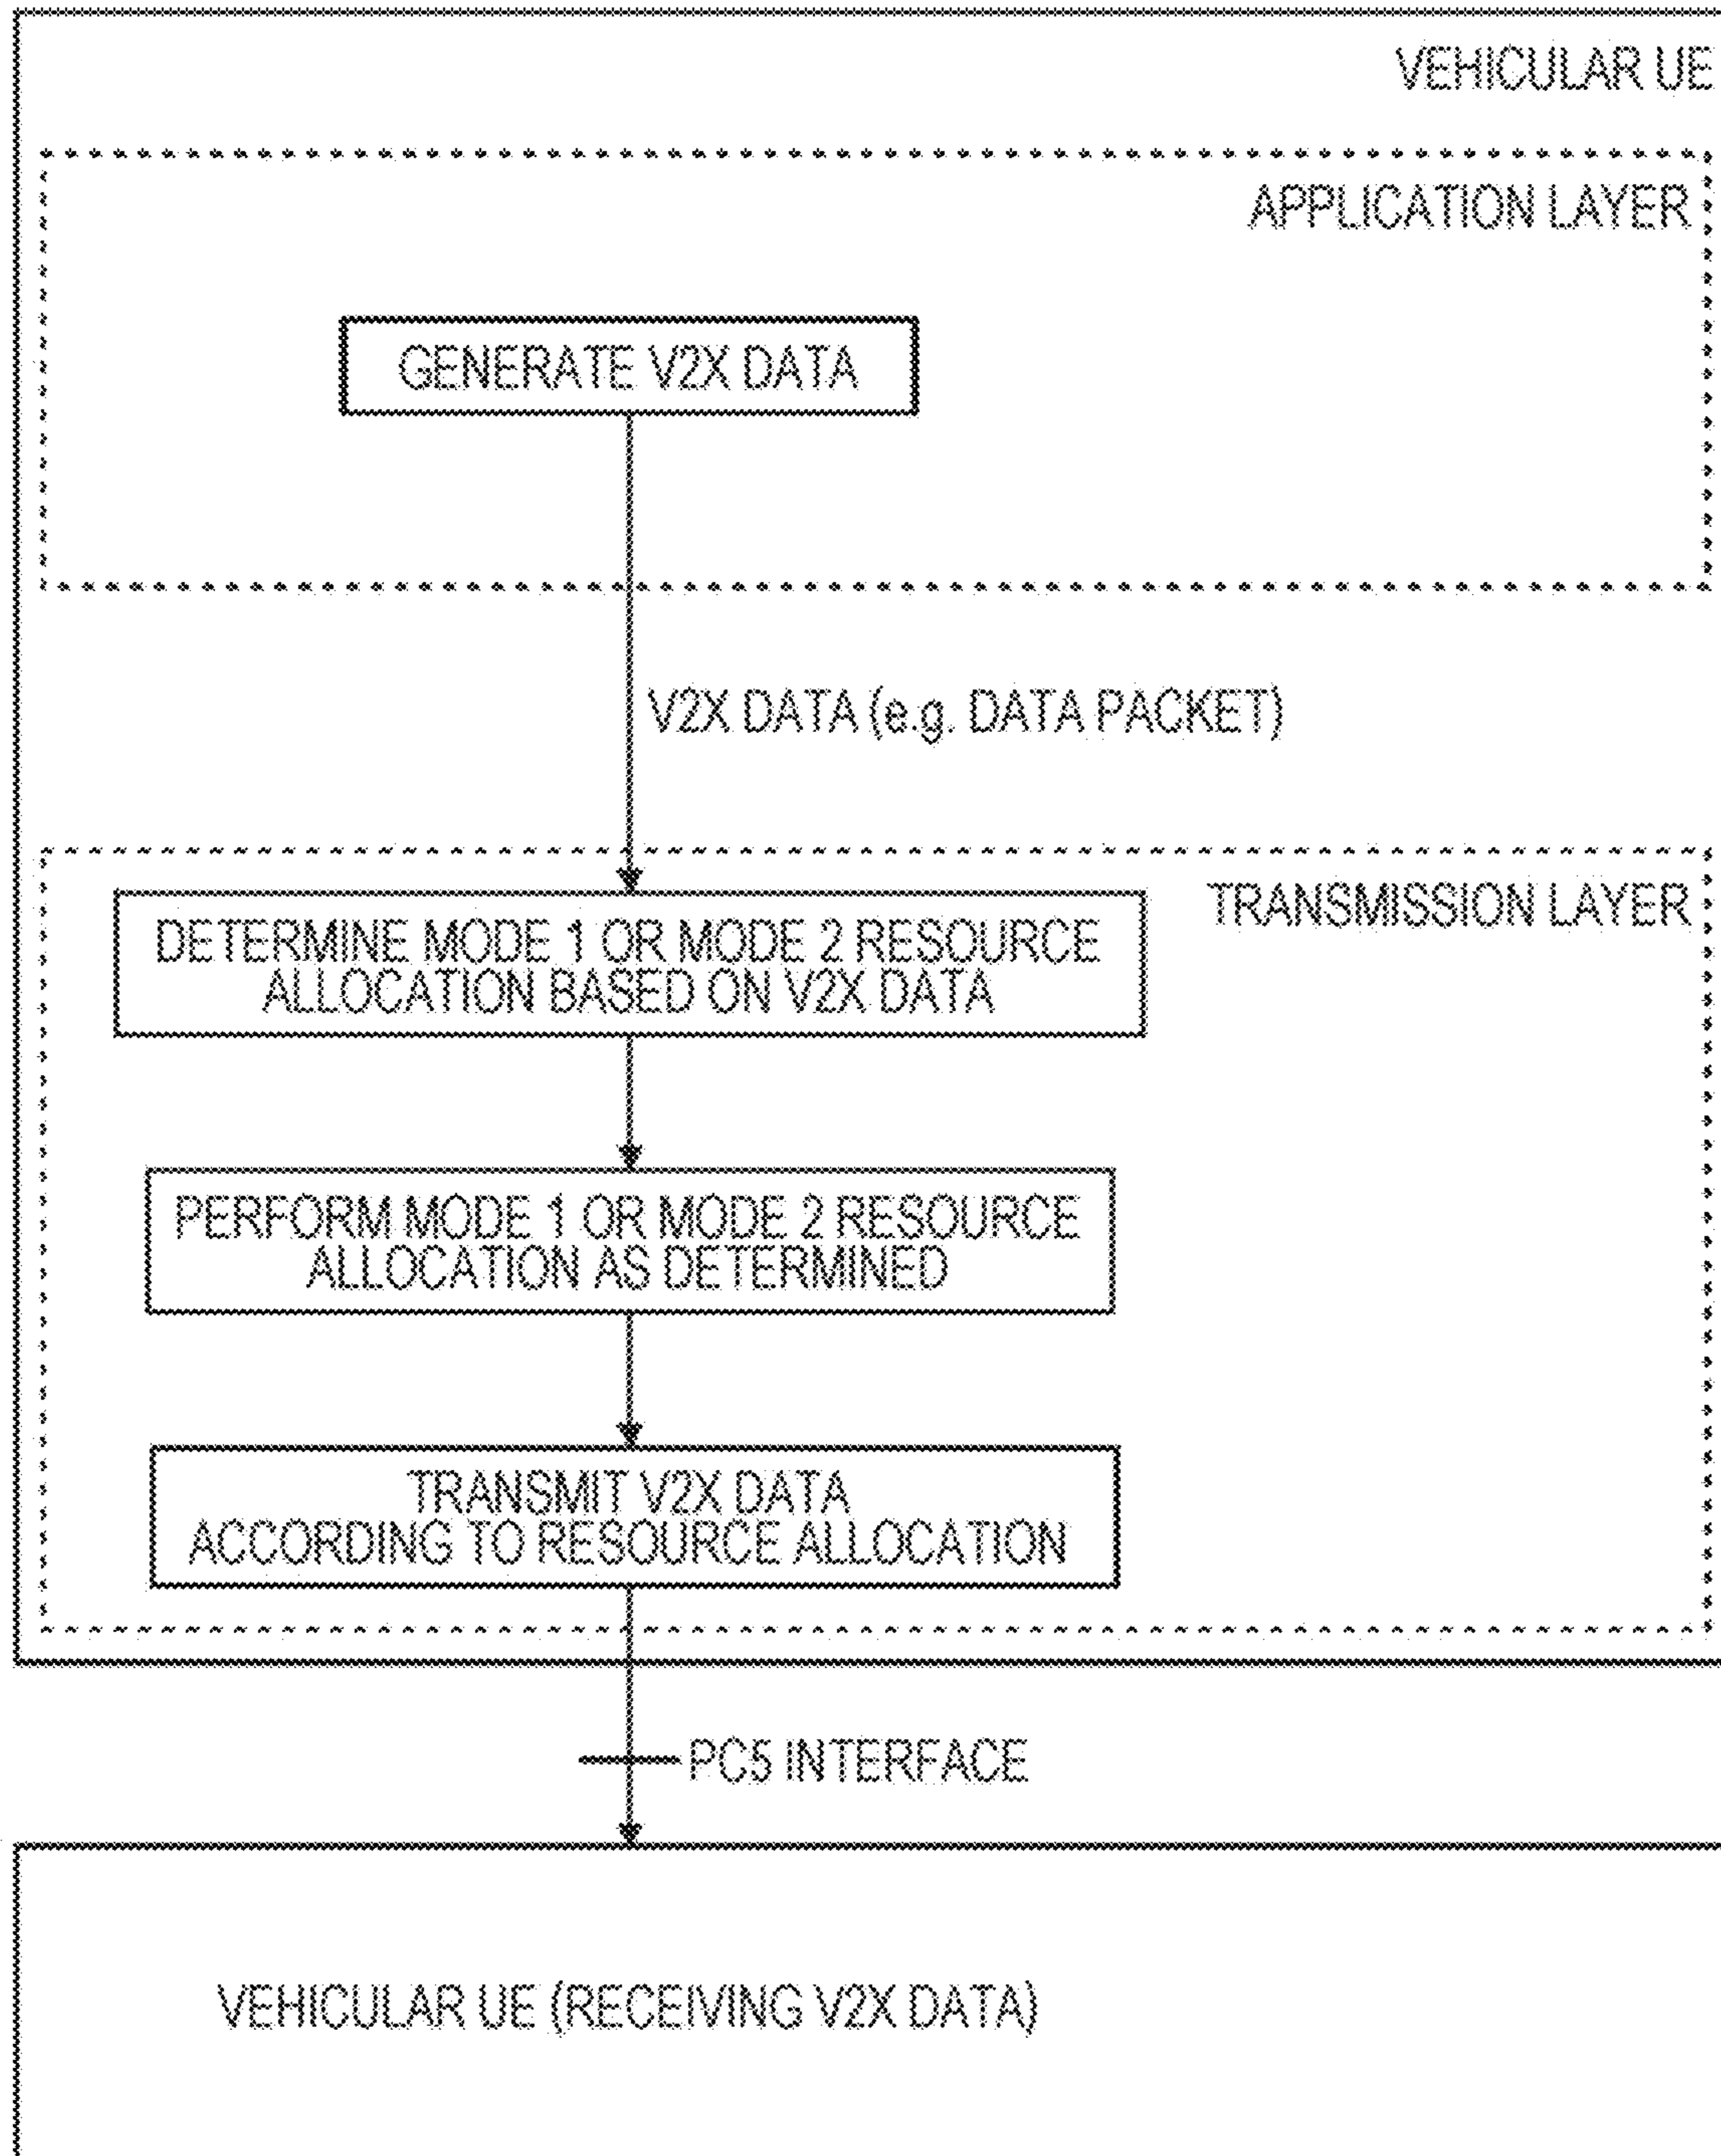 VEHICULAR UE
APPLICATION LAYER
GENERATE V2X DATA
V2X DATA (e.g. DATA PACKET)
TRANSMISSION LAYER
DETERMINE MODE 1 OR MODE 2 RESOURCE
ALLOCATION BASED ON V2X DATA
PERFORM MODE 1 OR MODE 2 RESOURCE
ALLOCATION AS DETERMINED
TRANSMIT V2X DATA
ACCORDING TO RESOURCE ALLOCATION
PC5 INTERFACE
VEHICULAR UE (RECEIVING V2X DATA)